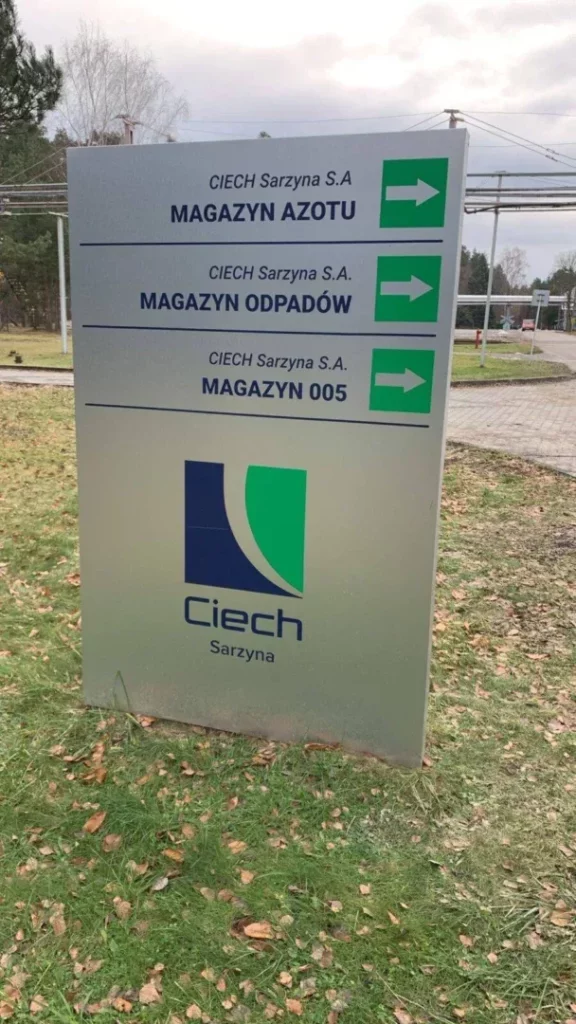 CIECH Sarzyna S.A
MAGAZYN AZOTU
CIECH Sarzyna S.A.
MAGAZYN ODPADÓW
CIECH Sarzyna S.A.
MAGAZYN 005
Ciech
Sarzyna